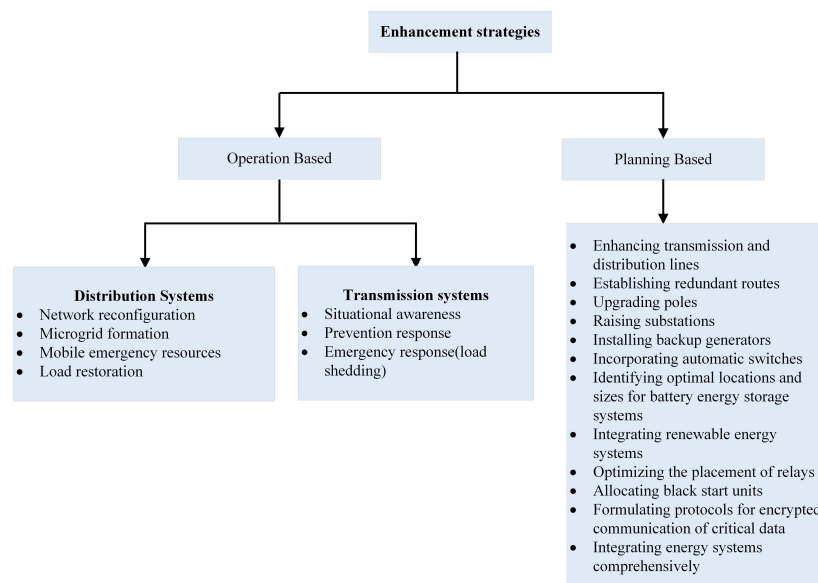 Enhancement strategies
Operation Based
Planning Based
Distribution Systems
• Network reconfiguration
• Microgrid formation
• Mobile emergency resources
• Load restoration
Transmission systems
• Situational awareness
• Prevention response
• Emergency response(load
shedding)
• Enhancing transmission and
distribution lines
• Establishing redundant routes
• Upgrading poles
• Raising substations
• Installing backup generators
• Incorporating automatic switches
• Identifying optimal locations and
sizes for battery energy storage
systems
• Integrating renewable energy
systems
• Optimizing the placement of relays
• Allocating black start units
• Formulating protocols for encrypted
communication of critical data
• Integrating energy systems
comprehensively